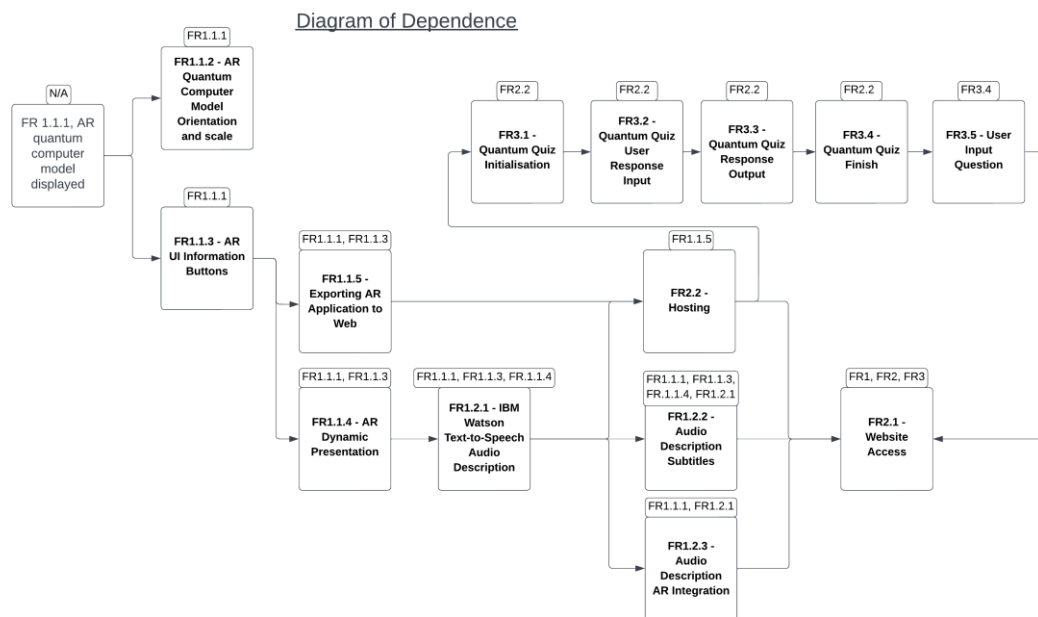 Diagram of Dependence
FR1.1.1
FR1.1.2 - AR
Quantum
Computer
Model
Orientation
and scale
N/A
FR 1.1.1, AR
quantum
computer
model
displayed
FR1.1.1
FR1.1.3 - AR
UI Information
Buttons
FR2.2
FR3.1 -
Quantum Quiz
Initialisation
FR2.2
FR3.2 -
Quantum Quiz
User
Response
Input
FR2.2
FR3.3 -
Quantum Quiz
Response
Output
FR2.2
FR3.4 -
Quantum Quiz
Finish
FR3.4
FR3.5 - User
Input
Question
FR1.1.1, FR1.1.3
FR1.1.5 -
Exporting AR
Application to
Web
FR1.1.5
FR2.2 -
Hosting
FR1.1.1, FR1.1.3
FR1.1.4 - AR
Dynamic
Presentation
FR1.1.1, FR1.1.3, FR.1.1.4
FR1.2.1 - IBM
Watson
Text-to-Speech
Audio
Description
FR1.1.1, FR1.1.3,
FR.1.1.4, FR1.2.1
FR1.2.2 -
Audio
Description
Subtitles
FR1, FR2, FR3
FR2.1 -
Website
Access
FR1.1.1, FR1.2.1
FR1.2.3 -
Audio
Description
AR Integration